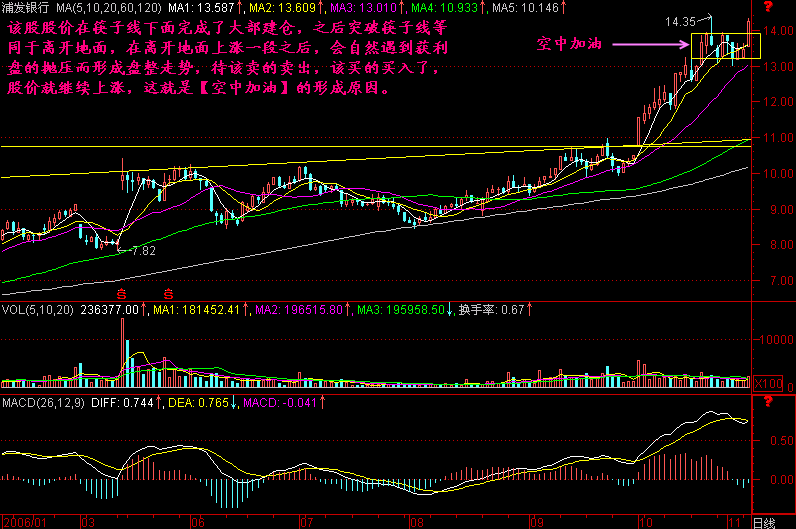 浦发银行 MA(5,10,20,60,120) MA1: 13.587↑, MA2: 13.609↑, MA3: 13.010↑, MA4: 10.933↑, MA5: 10.146↑
?
该股股价在筷子线下面完成了大部建仓，之后突破筷子线等
同于离开地面，在离开地面上涨一段之后，会自然遇到获利
盘的抛压而形成盘整走势，待该卖的卖出，该买的买入了，
股价就继续上涨，这就是【空中加油】的形成原因。
空中加油
14.35
14.00
13.00
12.00
11.00
10.00
9.00
8.00
7.00
7.82
S S
VOL(5,10,20) 236377.00↑, MA1: 181452.41↑, MA2: 196515.80↑, MA3: 195958.50↓, 换手率: 0.67↑
10000
X100
0
MACD(26,12,9) DIFF: 0.744↑, DEA: 0.765↓, MACD: -0.041↑
?
0.50
0.00
2006/01 03 06 07 08 09 10 11 日线